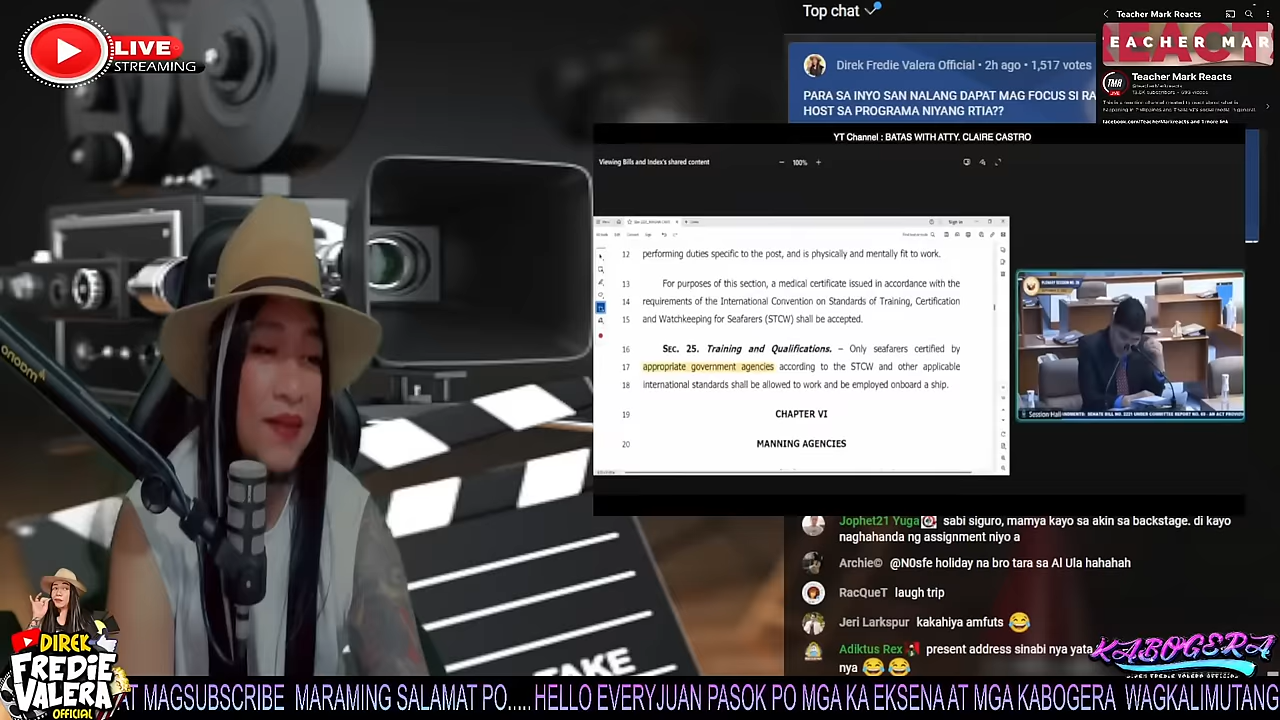 LIVE
STREAMING
Top chat
Direk Fredie Valera Official • 2h ago • 1,517 votes
PARA SA INYO SAN NALANG DAPAT MAG FOCUS SI RA
HOST SA PROGRAMA NIYANG RTIA??
Teacher Mark Reacts
EACHER MAR
Teacher Mark Reacts
YT Channel : BATAS WITH ATTY. CLAIRE CASTRO
Viewing Bills and Index's shared content
100%
Sign in
12 performing duties specific to the post, and is physically and mentally fit to work.
13 For purposes of this section, a medical certificate issued in accordance with the
14 requirements of the International Convention on Standards of Training, Certification
15 and Watchkeeping for Seafarers (STCW) shall be accepted.
16 SEC. 25. Training and Qualifications. – Only seafarers certified by
17 appropriate government agencies according to the STCW and other applicable
18 international standards shall be allowed to work and be employed onboard a ship.
19 CHAPTER VI
20 MANNING AGENCIES
Session Hall
Jophet21 Yuga sabi siguro, mamya kayo sa akin sa backstage. di kayo
naghahanda ng assignment niyo a
Archie© @N0sfe holiday na bro tara sa Al Ula hahahah
RacQueT laugh trip
Jeri Larkspur kakahiya amfuts 😂
Adiktus Rex present address sinabi nya yata
nya 😂😂
maono
TAKE
DIREK
FREDIE
VALERA
OFFICIAL
KABOGERA
AT MAGSUBSCRIBE MARAMING SALAMAT PO..... HELLO EVERYJUAN PASOK PO MGA KA EKSENA AT MGA KABOGERA WAGKALIMUTANG